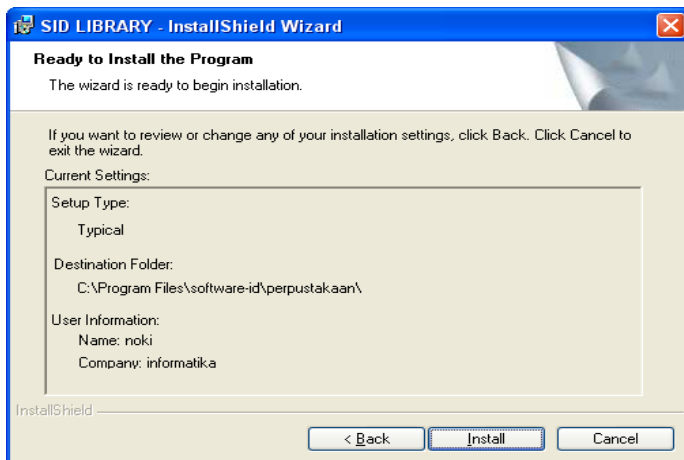 SID LIBRARY - InstallShield Wizard
Ready to Install the Program
The wizard is ready to begin installation.
If you want to review or change any of your installation settings, click Back. Click Cancel to
exit the wizard.
Current Settings:
Setup Type:
Typical
Destination Folder:
C:\Program Files\software-id\perpustakaan\
User Information:
Name: noki
Company: informatika
InstallShield
< Back
Install
Cancel